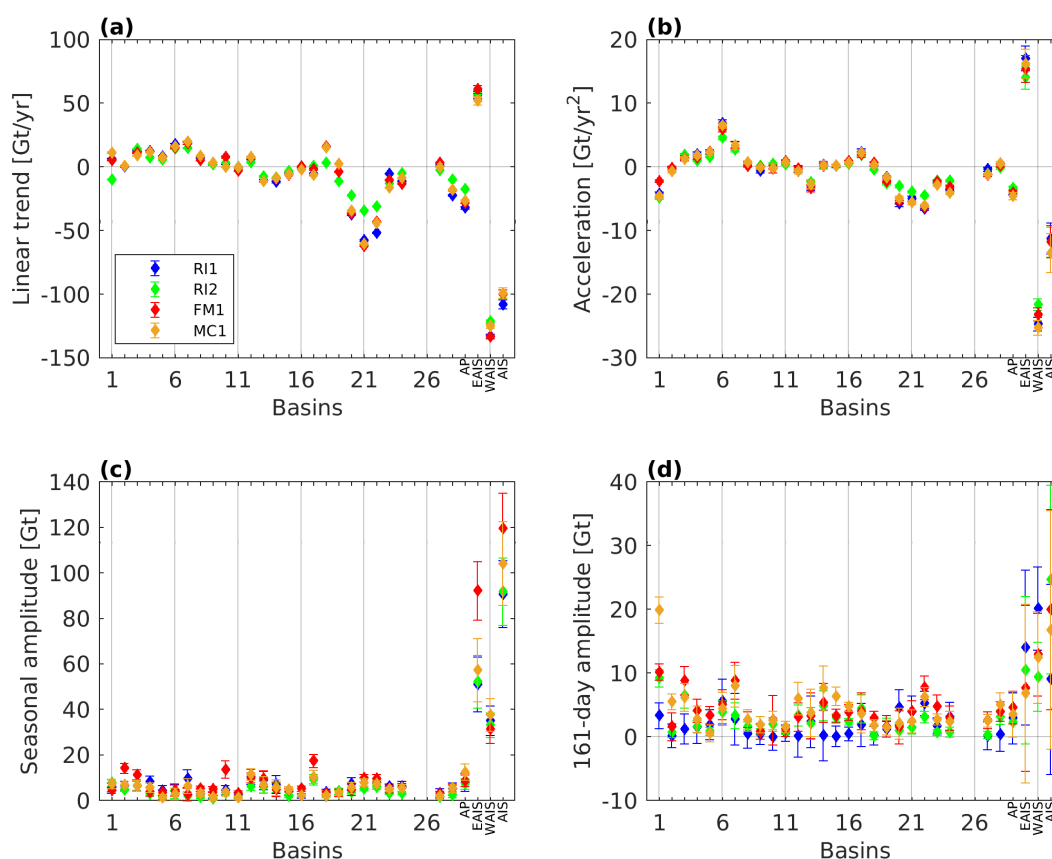 (a)
100
50
0
-50
-100
-150
Linear trend [Gt/yr]
RI1
RI2
FM1
MC1
1 6 11 16 21 26 AP EAIS WAIS AIS
Basins
(b)
20
10
0
-10
-20
-30
Acceleration [Gt/yr²]
1 6 11 16 21 26 AP EAIS WAIS AIS
Basins
(c)
140
120
100
80
60
40
20
0
Seasonal amplitude [Gt]
1 6 11 16 21 26 AP EAIS WAIS AIS
Basins
(d)
40
30
20
10
0
-10
161-day amplitude [Gt]
1 6 11 16 21 26 AP EAIS WAIS AIS
Basins